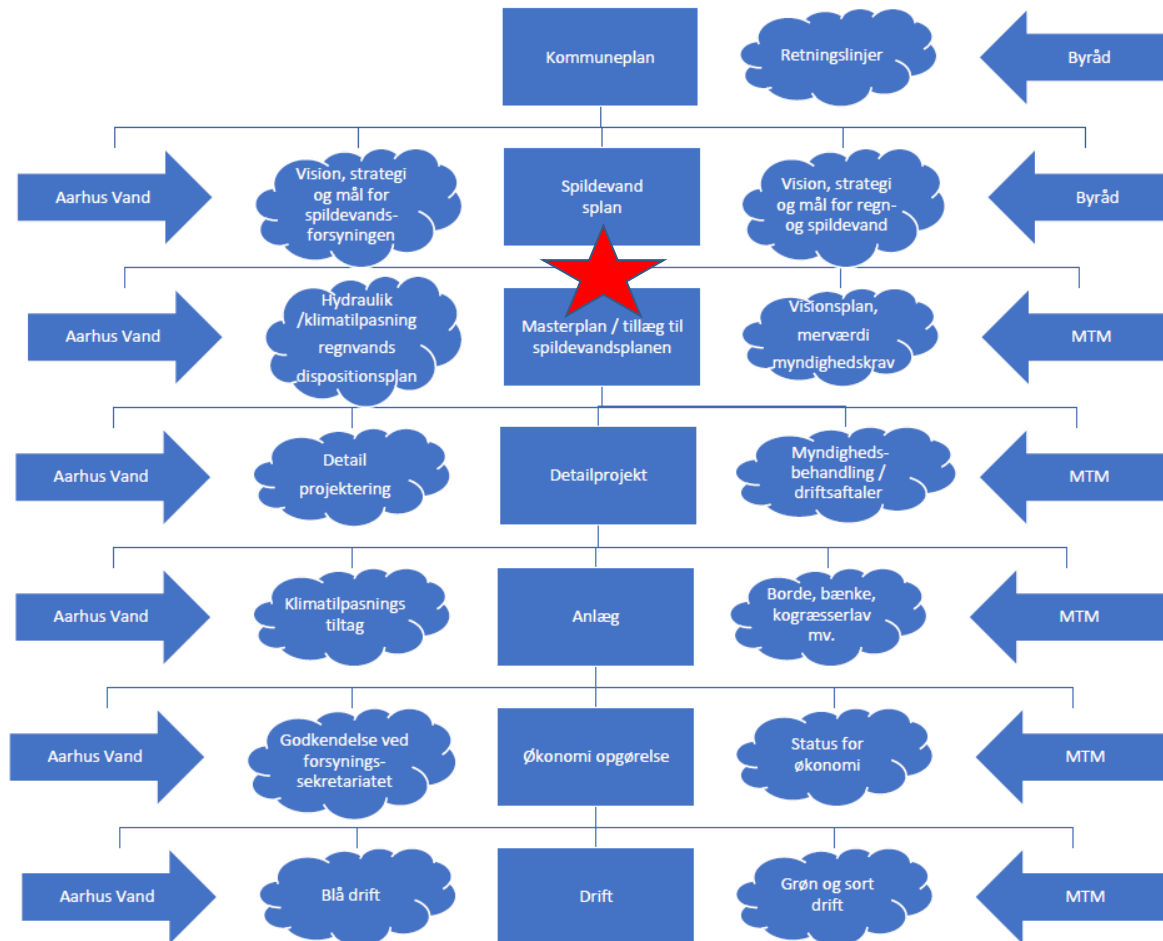 Kommuneplan
Retningslinjer
Byråd
Aarhus Vand
Vision, strategi
og mål for
spildevands-
forsyningen
Spildevand
splan
Vision, strategi
og mål for regn-
og spildevand
Byråd
Aarhus Vand
Hydraulik
/klimatilpasning
regnvands
dispositionsplan
Masterplan / tillæg til
spildevandsplanen
Visionsplan,
merværdi
myndighedskrav
MTM
Aarhus Vand
Detail
projektering
Detailprojekt
Myndigheds-
behandling /
driftsaftaler
MTM
Aarhus Vand
Klimatilpasnings
tiltag
Anlæg
Borde, bænke,
kogræsserlav
mv.
MTM
Aarhus Vand
Godkendelse ved
forsynings-
sekretariatet
Økonomi opgørelse
Status for
økonomi
MTM
Aarhus Vand
Blå drift
Drift
Grøn og sort
drift
MTM